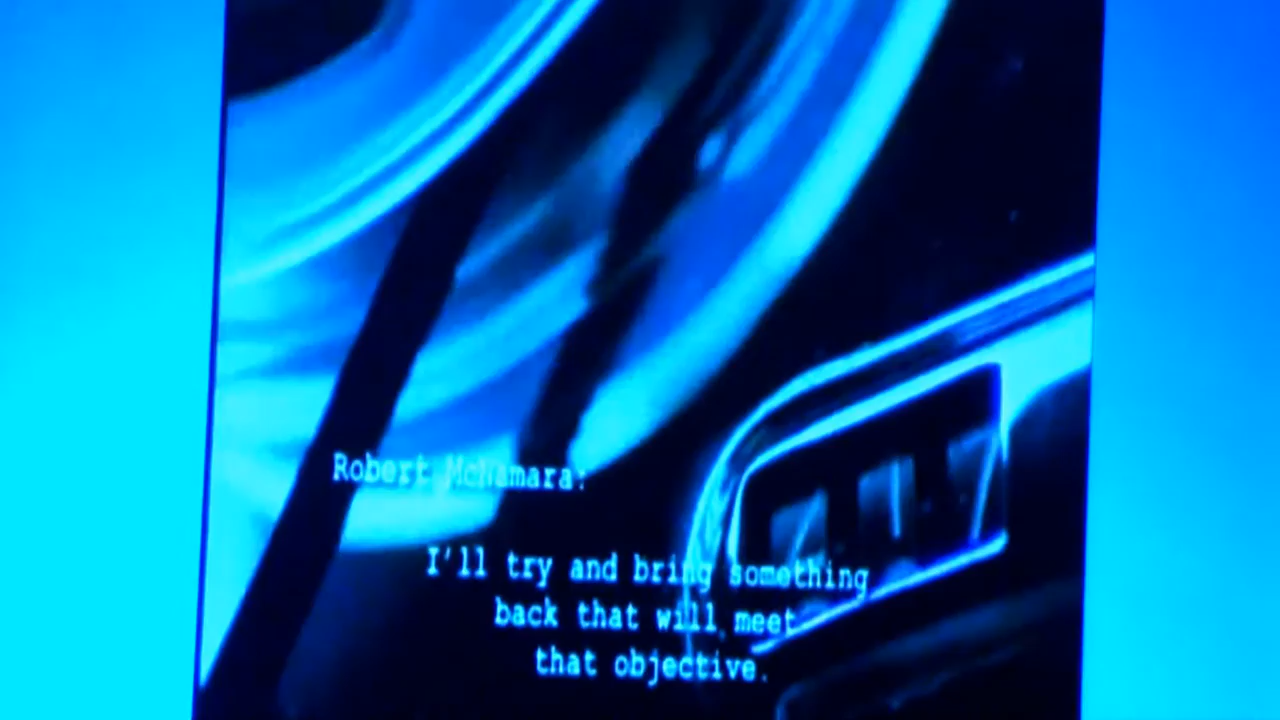 Robert McNamara:
I'll try and bring something
back that will meet
that objective.